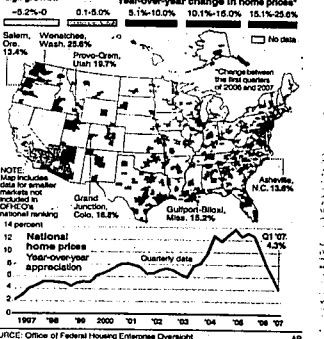 Year-over-year change in home prices*
-5.2%-0
0.1-5.0%
5.1%-10.0%
10.1%-15.0%
15.1%-25.6%
Salem,
Ore.
13.4%
Wenatchee,
Wash. 25.6%
Provo-Orem,
Utah 19.7%
No data
*Change between
the first quarters
of 2006 and 2007
NOTE:
Map includes
data for smaller
markets not
included in
OFHEO's
national ranking
Grand
Junction,
Colo. 16.8%
Gulfport-Biloxi,
Miss. 15.2%
Asheville,
N.C. 13.6%
14 percent
12
10
8
6
4
2
0
National
home prices
Year-over-year
appreciation
Quarterly data
Q1 '07
4.3%
1997 '98 '99 '00 '01 '02 '03 '04 '05 '06 '07
URCE: Office of Federal Housing Enterprise Oversight
AP